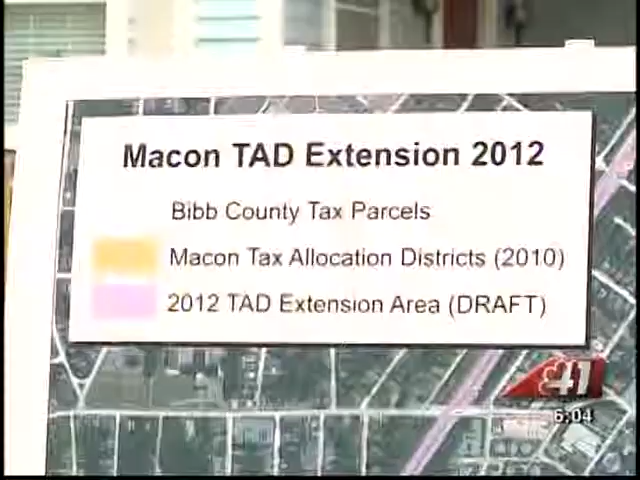 Macon TAD Extension 2012
Bibb County Tax Parcels
Macon Tax Allocation Districts (2010)
2012 TAD Extension Area (DRAFT)
41
6:04